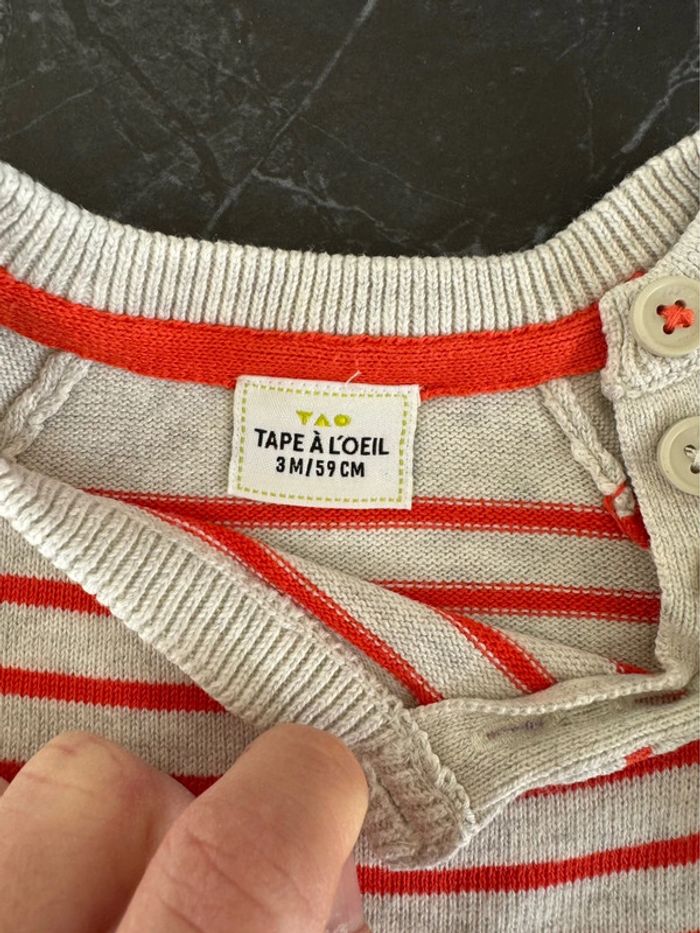 TAO
TAPE À L'OEIL
3M/59CM